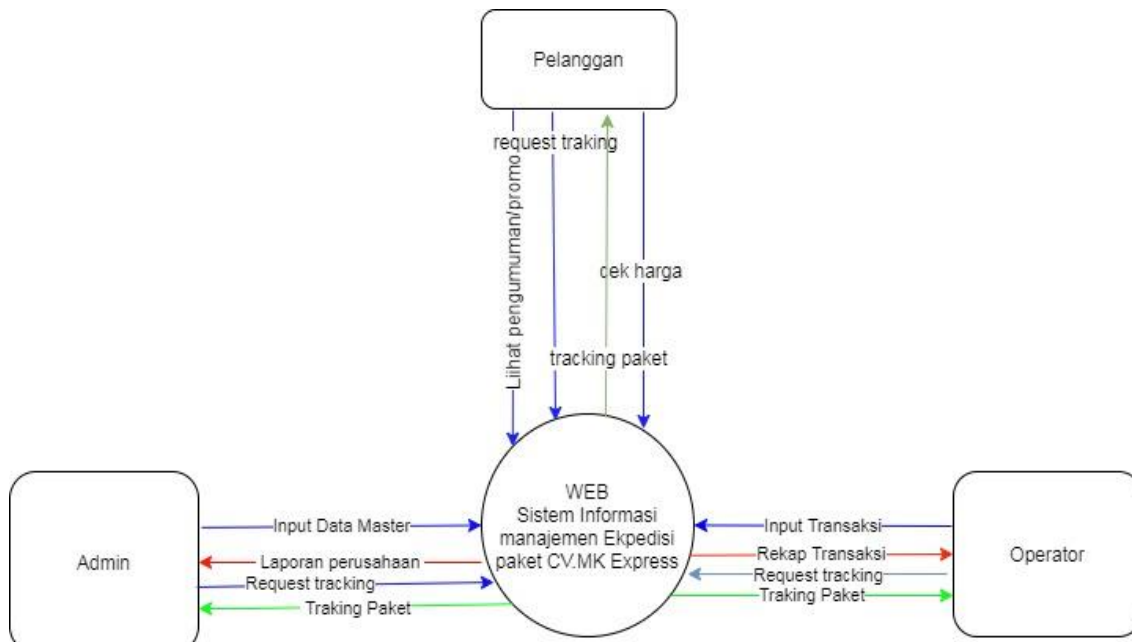 Pelanggan
request traking
Liihat pengumuman/promo
cek harga
tracking paket
WEB
Sistem Informasi
manajemen Ekpedisi
paket CV.MK Express
Admin
Input Data Master
Laporan perusahaan
Request tracking
Traking Paket
Input Transaksi
Rekap Transaksi
Request tracking
Traking Paket
Operator